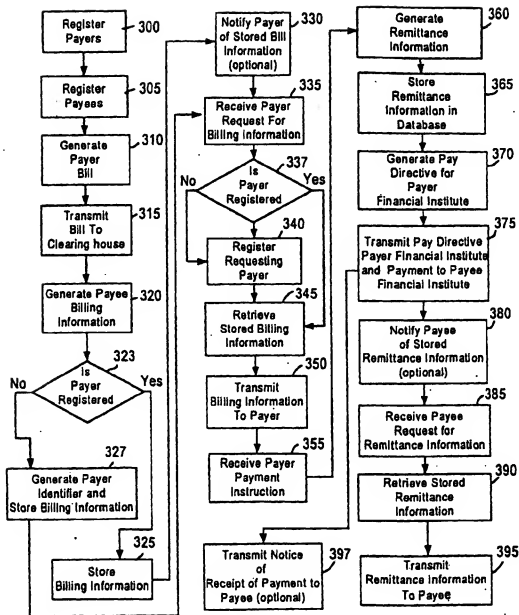 Register
Payers
300
Register
Payees
305
Generate
Payer
Bill
310
Transmit
Bill To
Clearing house
315
Generate Payee
Billing
Information
320
Is
Payer
Registered
323
No
Yes
Generate Payer
Identifier and
Store Billing Information
327
Store
Billing Information
325
Notify Payer
of Stored Bill
Information
(optional)
330
Receive Payer
Request For
Billing Information
335
Is
Payer
Registered
337
No
Yes
Register
Requesting
Payer
340
Retrieve
Stored Billing
Information
345
Transmit
Billing Information
To Payer
350
Receive Payer
Payment
Instruction
355
Transmit Notice
of
Receipt of Payment to
Payee (optional)
397
Generate
Remittance
Information
360
Store
Remittance
Information in
Database
365
Generate Pay
Directive for
Payer
Financial Institute
370
Transmit Pay Directive
Payer Financial Institute
and Payment to Payee
Financial Institute
375
Notify Payee
of Stored
Remittance Information
(optional)
380
Receive Payee
Request for
Remittance Information
385
Retrieve Stored
Remittance
Information
390
Transmit
Remittance Information
To Payee
395